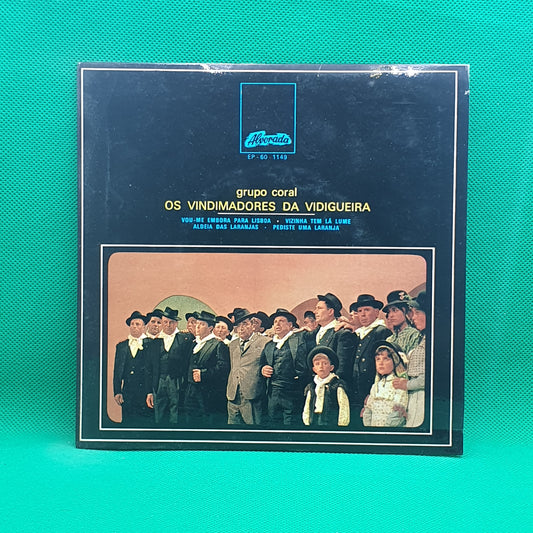 Alvorada
EP - 60 - 1149
grupo coral
OS VINDIMADORES DA VIDIGUEIRA
VOU-ME EMBORA PARA LISBOA · VIZINHA TEM LÁ LUME
ALDEIA DAS LARANJAS · PEDISTE UMA LARANJA